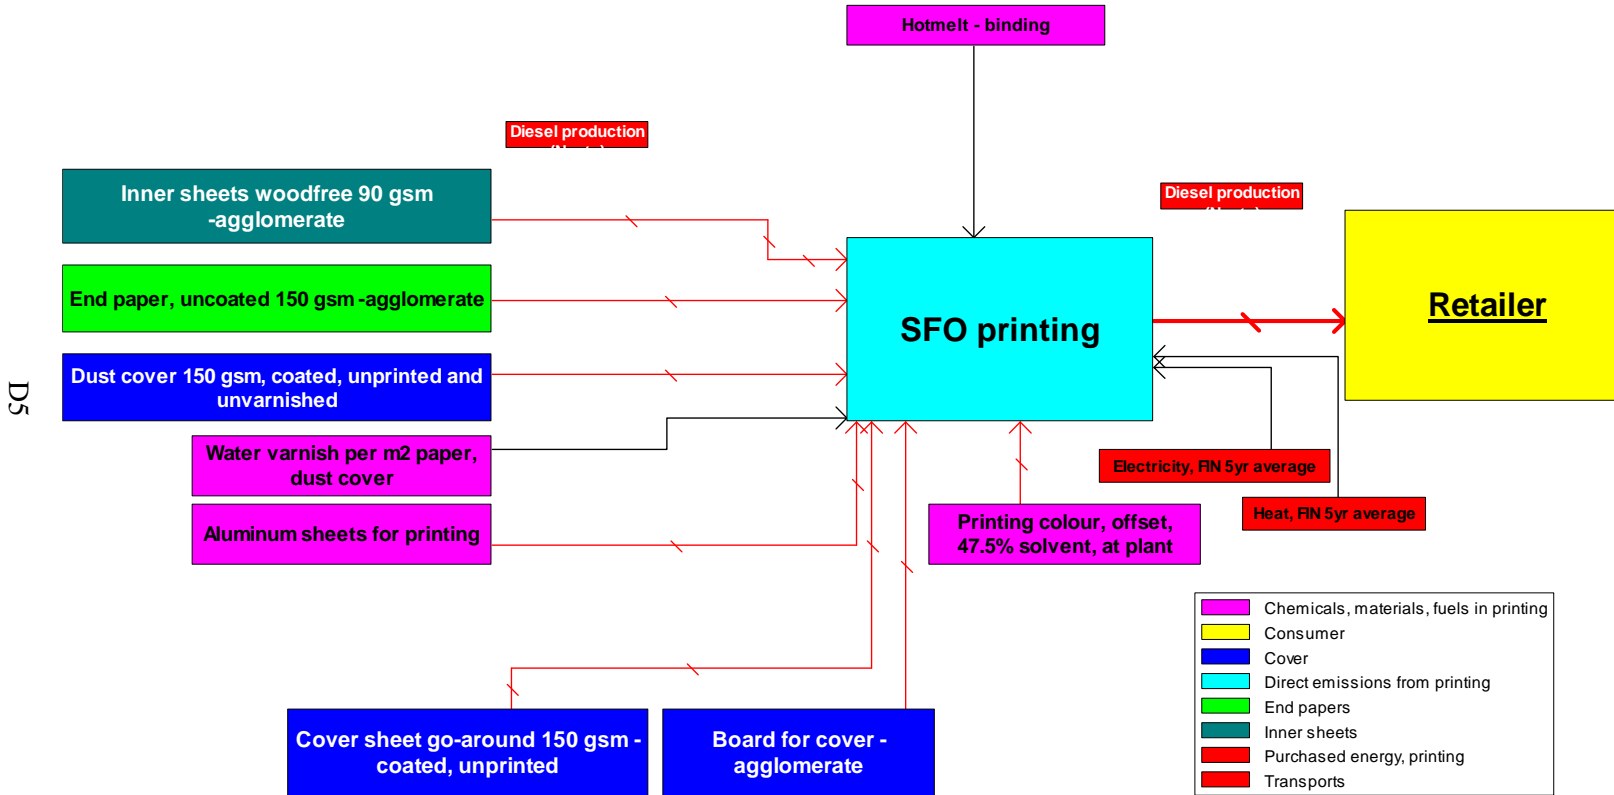 Hotmelt - binding
Diesel production
Inner sheets woodfree 90 gsm
-agglomerate
Diesel production
End paper, uncoated 150 gsm -agglomerate
SFO printing
Retailer
Dust cover 150 gsm, coated, unprinted and
unvarnished
D5
Water varnish per m2 paper,
dust cover
Electricity, FIN 5yr average
Heat, FIN 5yr average
Aluminum sheets for printing
Printing colour, offset,
47.5% solvent, at plant
Cover sheet go-around 150 gsm -
coated, unprinted
Board for cover -
agglomerate
Chemicals, materials, fuels in printing
Consumer
Cover
Direct emissions from printing
End papers
Inner sheets
Purchased energy, printing
Transports